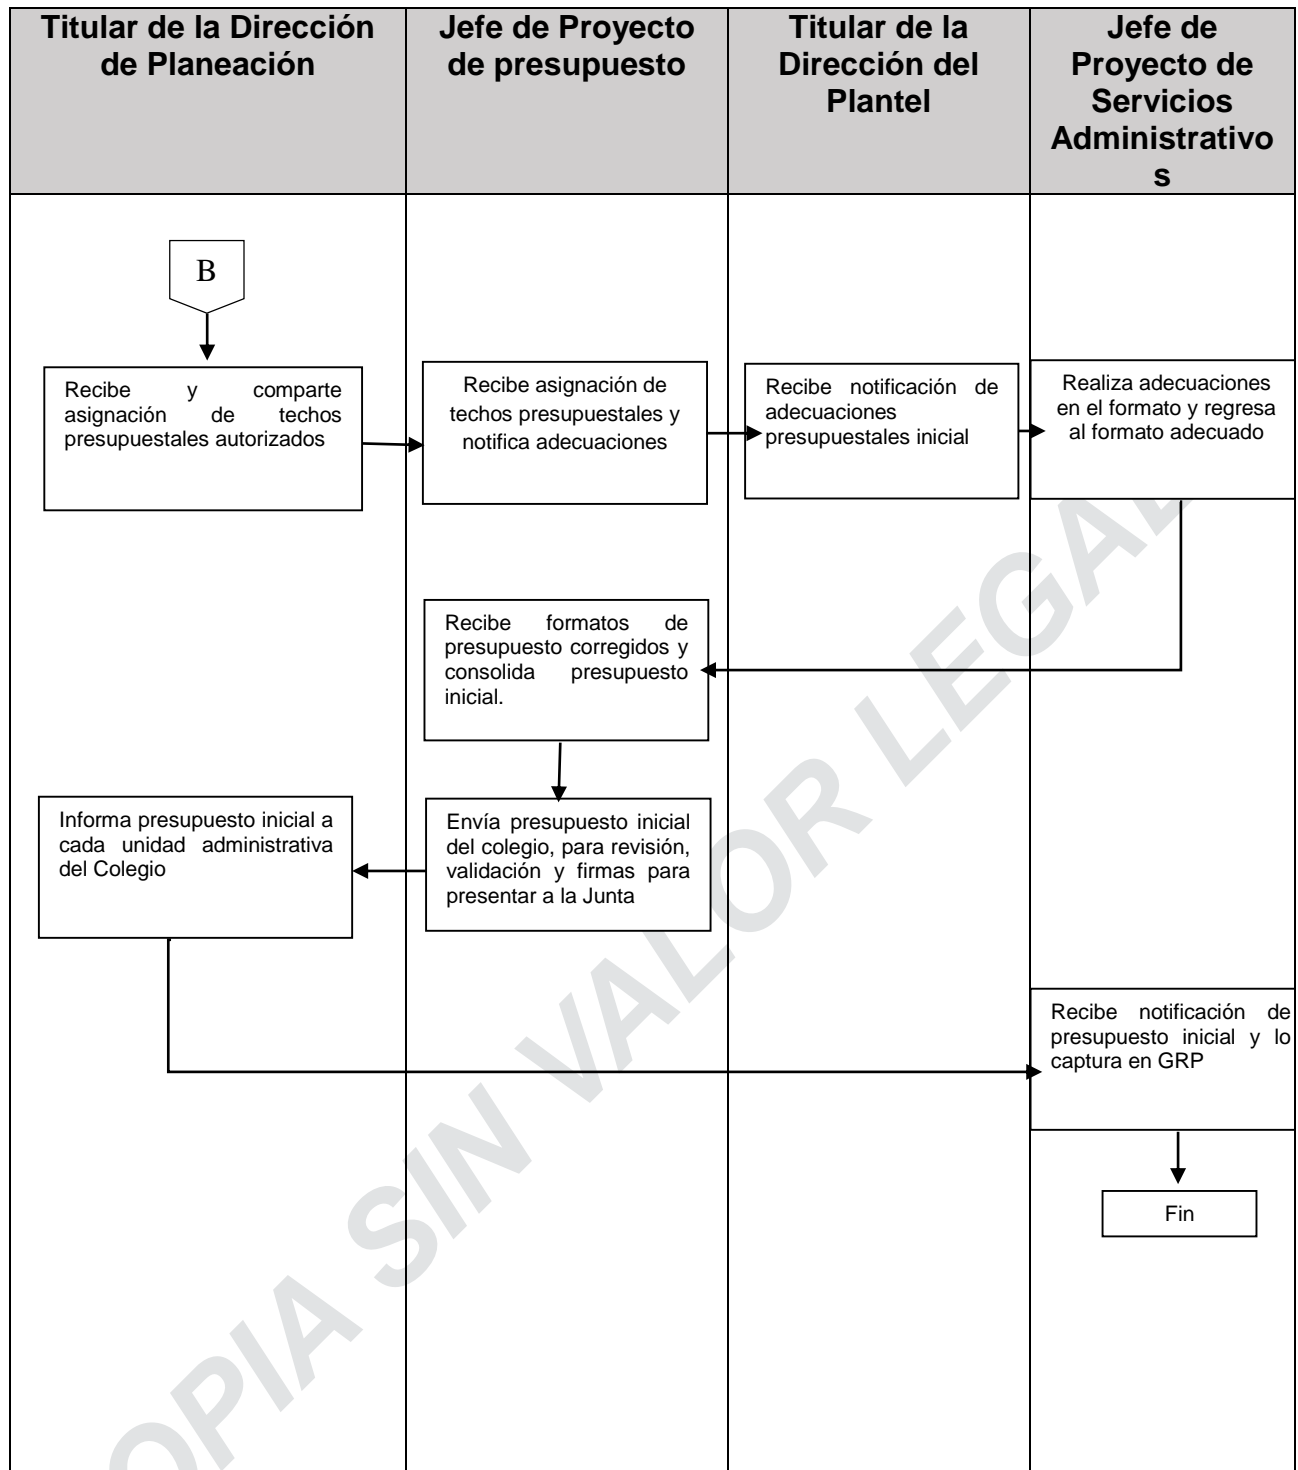 Titular de la Dirección
de Planeación
Jefe de Proyecto
de presupuesto
Titular de la
Dirección del
Plantel
Jefe de
Proyecto de
Servicios
Administrativo
s
B
Recibe y comparte
asignación de techos
presupuestales autorizados
Recibe asignación de
techos presupuestales y
notifica adecuaciones
Recibe notificación de
adecuaciones
presupuestales inicial
Realiza adecuaciones
en el formato y regresa
al formato adecuado
Recibe formatos de
presupuesto corregidos y
consolida presupuesto
inicial.
Informa presupuesto inicial a
cada unidad administrativa
del Colegio
Envía presupuesto inicial
del colegio, para revisión,
validación y firmas para
presentar a la Junta
Recibe notificación de
presupuesto inicial y lo
captura en GRP
Fin
OPIA SIN VALOR LEGAL